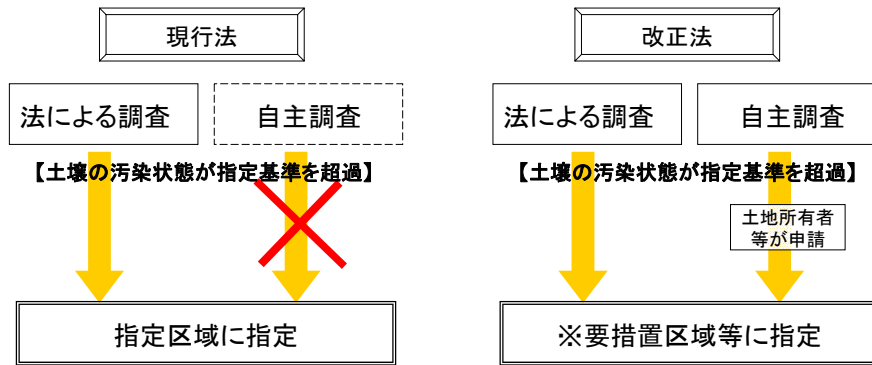 現行法
法による調査
自主調査
【土壌の汚染状態が指定基準を超過】
指定区域に指定
改正法
法による調査
自主調査
【土壌の汚染状態が指定基準を超過】
土地所有者
等が申請
※要措置区域等に指定